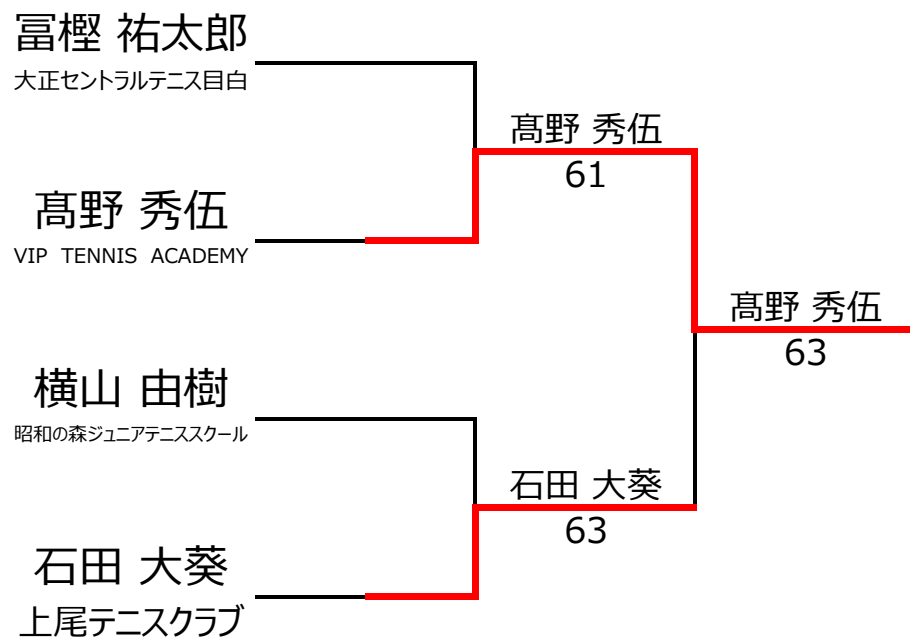 冨樫 祐太郎
大正セントラルテニス目白
髙野 秀伍
61
髙野 秀伍
VIP TENNIS ACADEMY
髙野 秀伍
63
横山 由樹
昭和の森ジュニアテニススクール
石田 大葵
63
石田 大葵
上尾テニスクラブ